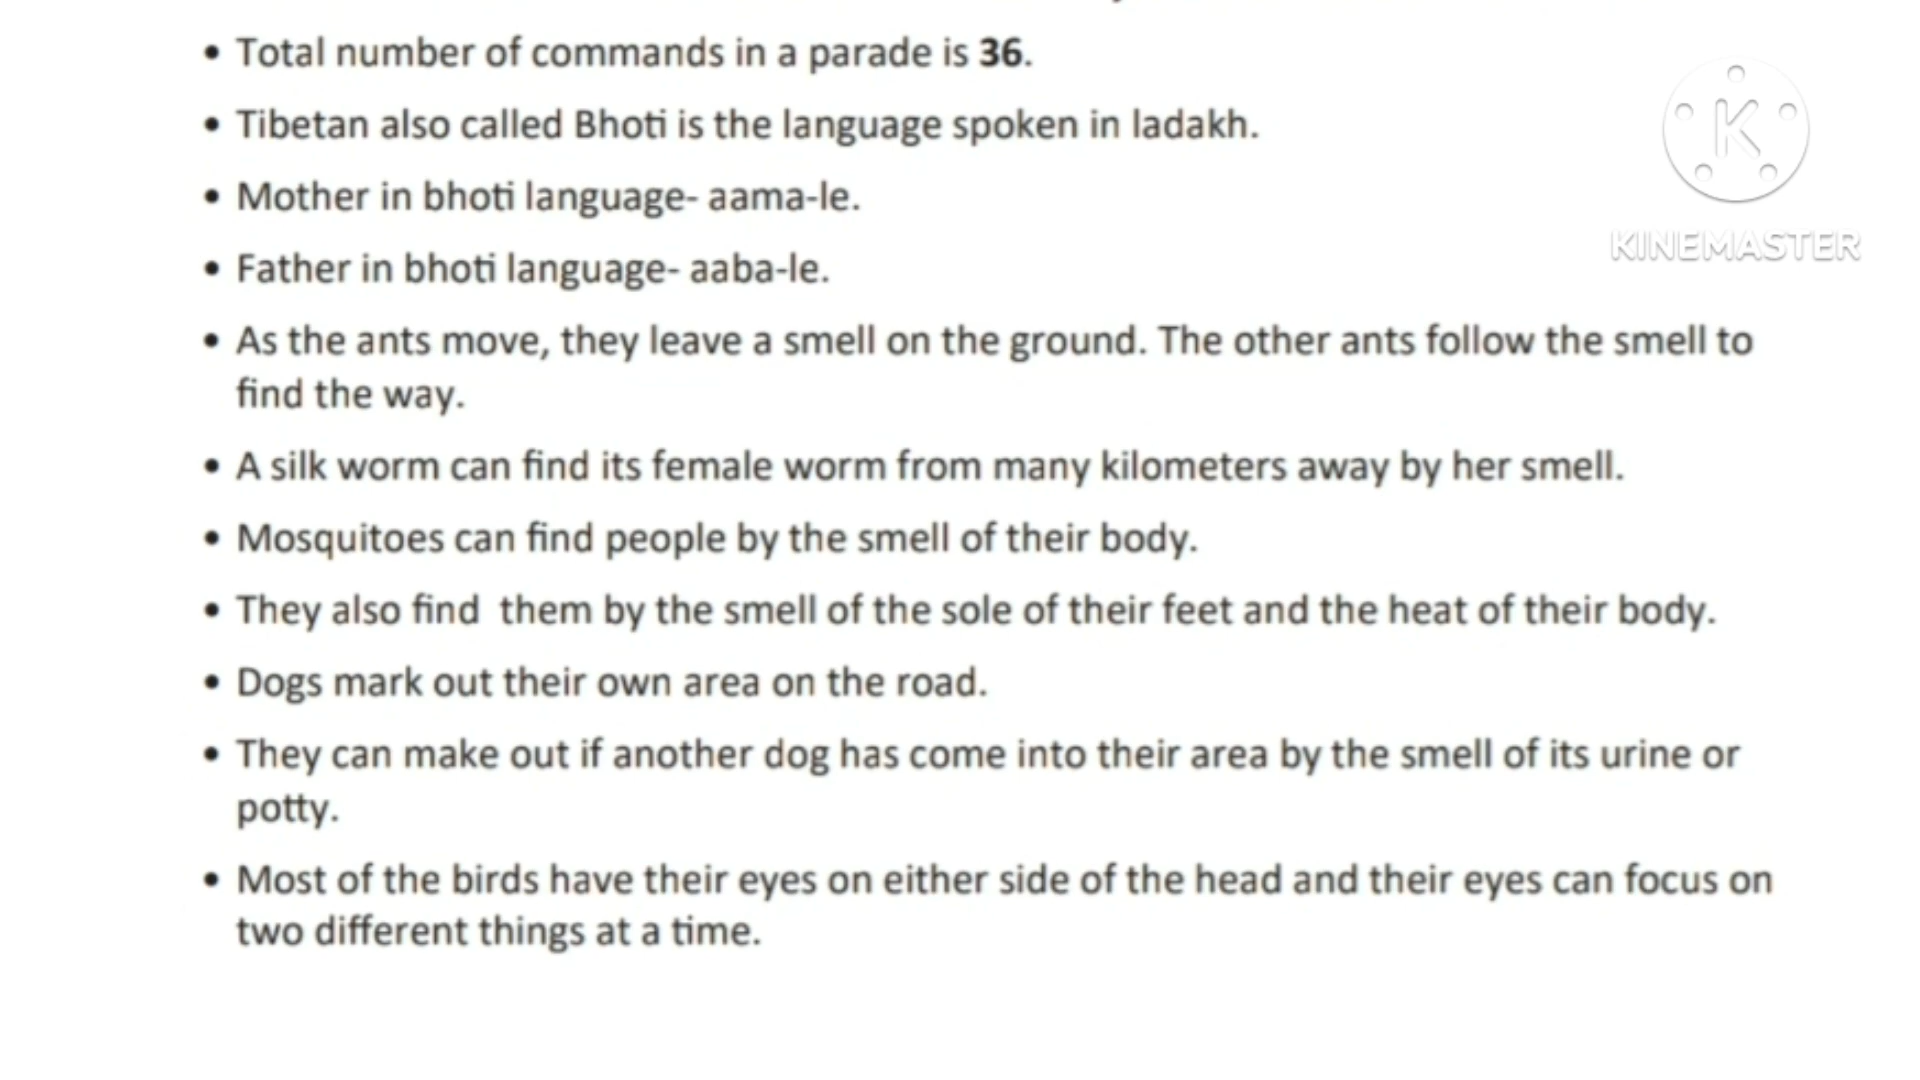 • Total number of commands in a parade is 36.
• Tibetan also called Bhoti is the language spoken in ladakh.
• Mother in bhoti language- aama-le.
• Father in bhoti language- aaba-le.
• As the ants move, they leave a smell on the ground. The other ants follow the smell to
find the way.
• A silk worm can find its female worm from many kilometers away by her smell.
• Mosquitoes can find people by the smell of their body.
• They also find  them by the smell of the sole of their feet and the heat of their body.
• Dogs mark out their own area on the road.
• They can make out if another dog has come into their area by the smell of its urine or
potty.
• Most of the birds have their eyes on either side of the head and their eyes can focus on
two different things at a time.
K
KINEMASTER